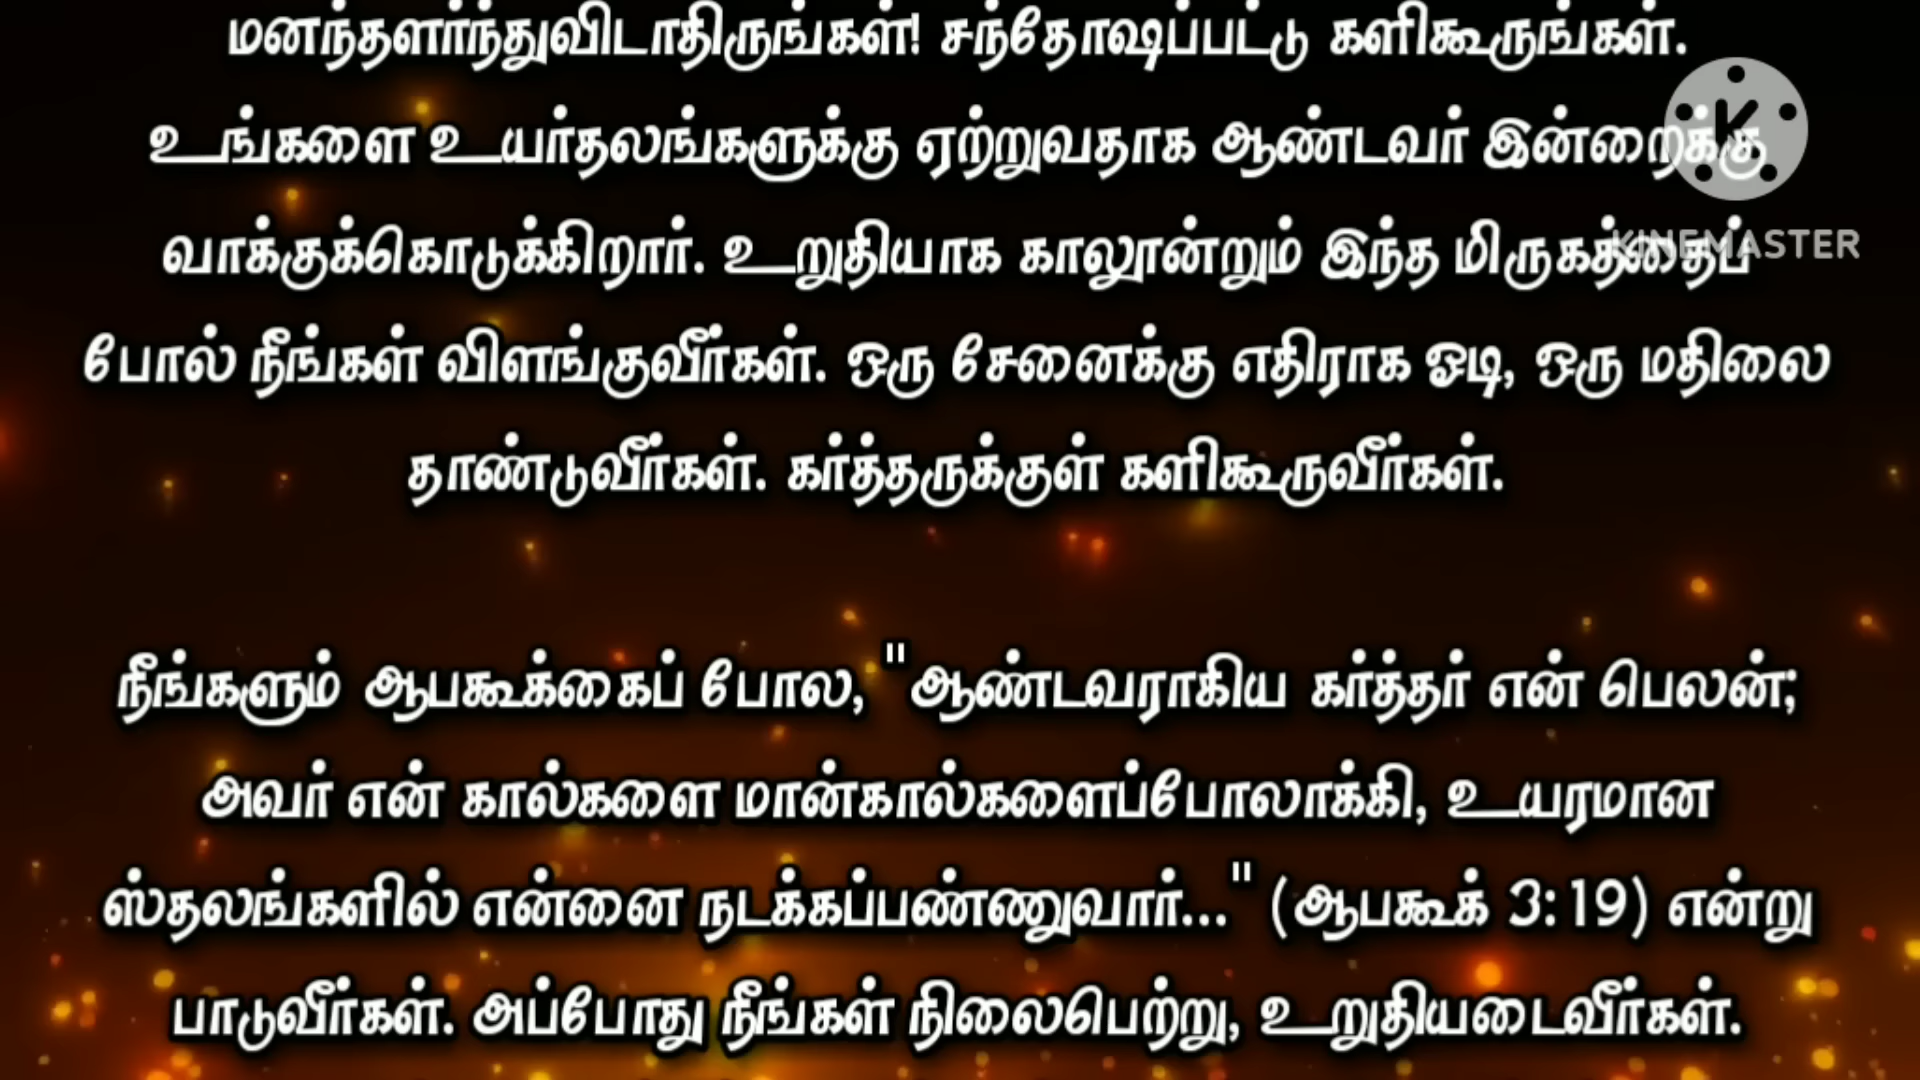 மனந்தளர்ந்துவிடாதிருங்கள்! சந்தோஷப்பட்டு களிகூருங்கள்.
உங்களை உயர்தலங்களுக்கு ஏற்றுவதாக ஆண்டவர் இன்றைக்கு
வாக்குக்கொடுக்கிறார். உறுதியாக காலூன்றும் இந்த மிருகத்தைப்
KINEMASTER
போல் நீங்கள் விளங்குவீர்கள். ஒரு சேனைக்கு எதிராக ஓடி, ஒரு மதிலை
தாண்டுவீர்கள். கர்த்தருக்குள் களிகூருவீர்கள்.
நீங்களும் ஆபகூக்கைப் போல, "ஆண்டவராகிய கர்த்தர் என் பெலன்;
அவர் என் கால்களை மான்கால்களைப்போலாக்கி, உயரமான
ஸ்தலங்களில் என்னை நடக்கப்பண்ணுவார்..." (ஆபகூக் 3:19) என்று
பாடுவீர்கள். அப்போது நீங்கள் நிலைபெற்று, உறுதியடைவீர்கள்.